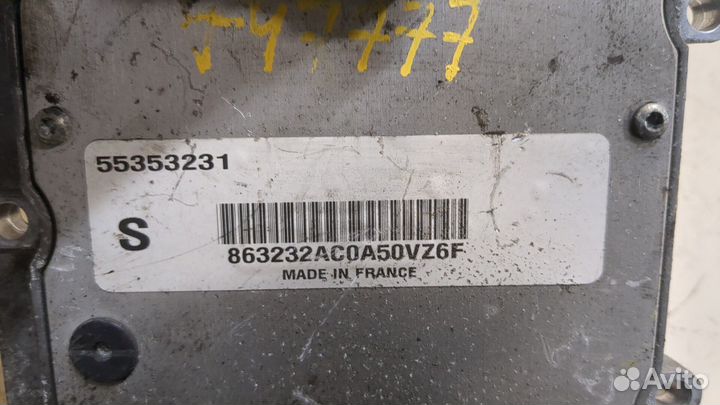 55353231
S
863232AC0A50VZ6F
MADE IN FRANCE
Avito